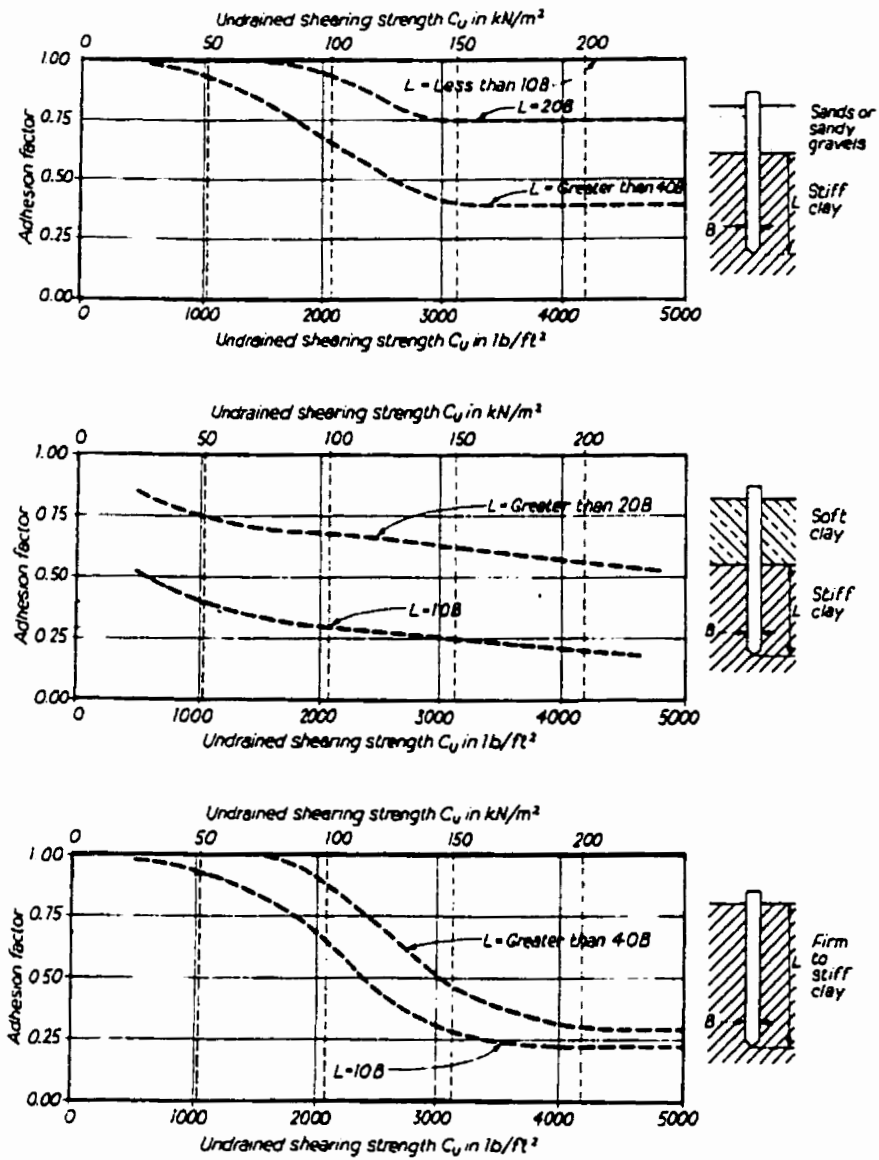 Undrained shearing strength Cu in kN/m²
0 50 100 150 200
1.00
0.75
0.50
0.25
0.00
Adhesion factor
L = Less than 10B
L=20B
L = Greater than 40B
0 1000 2000 3000 4000 5000
Undrained shearing strength Cu in lb/ft²
Sands or
sandy
gravels
L
Stiff
clay
B
Undrained shearing strength Cu in kN/m²
0 50 100 150 200
1.00
0.75
0.50
0.25
0.00
Adhesion factor
L = Greater than 20B
L=10B
0 1000 2000 3000 4000 5000
Undrained shearing strength Cu in lb/ft²
Soft
clay
Stiff
L
clay
B
Undrained shearing strength Cu in kN/m²
0 50 100 150 200
1.00
0.75
0.50
0.25
0.00
Adhesion factor
L = Greater than 40B
L=10B
0 1000 2000 3000 4000 5000
Undrained shearing strength Cu in lb/ft²
Firm
to
L
stiff
clay
B